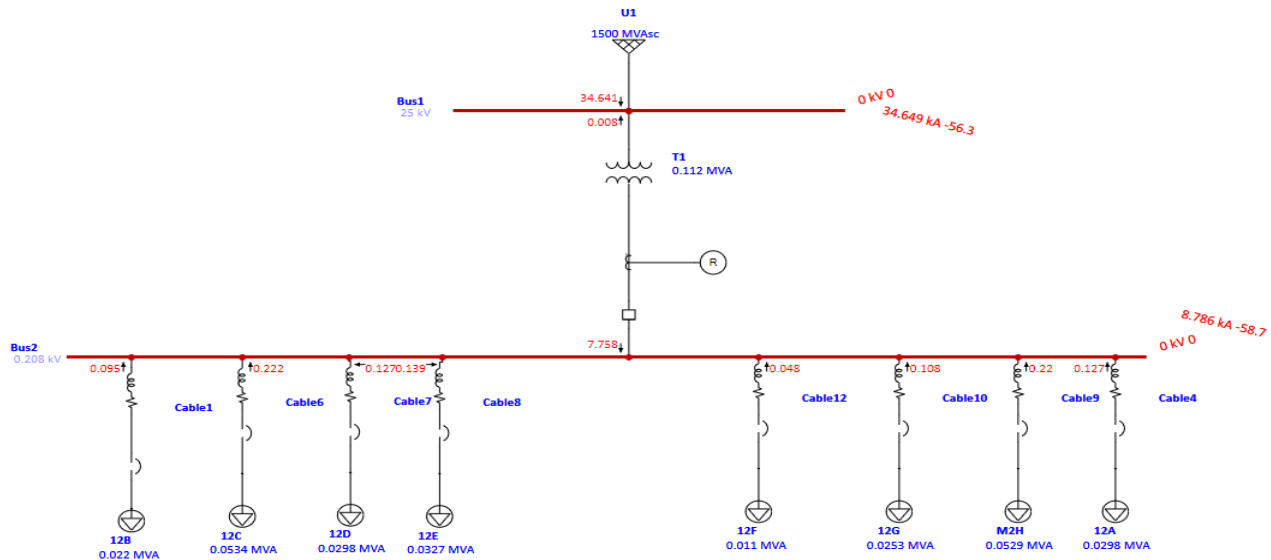 U1
1500 MVAsc
34.641
Bus1
25 kV
0.008
0 kV 0
34.649 kA -56.3
T1
0.112 MVA
R
8.786 kA -58.7
0 kV 0
7.758
Bus2
0.208 kV
0.095
0.222
0.127
0.139
0.048
0.108
0.22
0.127
Cable1
Cable6
Cable7
Cable8
Cable12
Cable10
Cable9
Cable4
12B
0.022 MVA
12C
0.0534 MVA
12D
0.0298 MVA
12E
0.0327 MVA
12F
0.011 MVA
12G
0.0253 MVA
M2H
0.0529 MVA
12A
0.0298 MVA